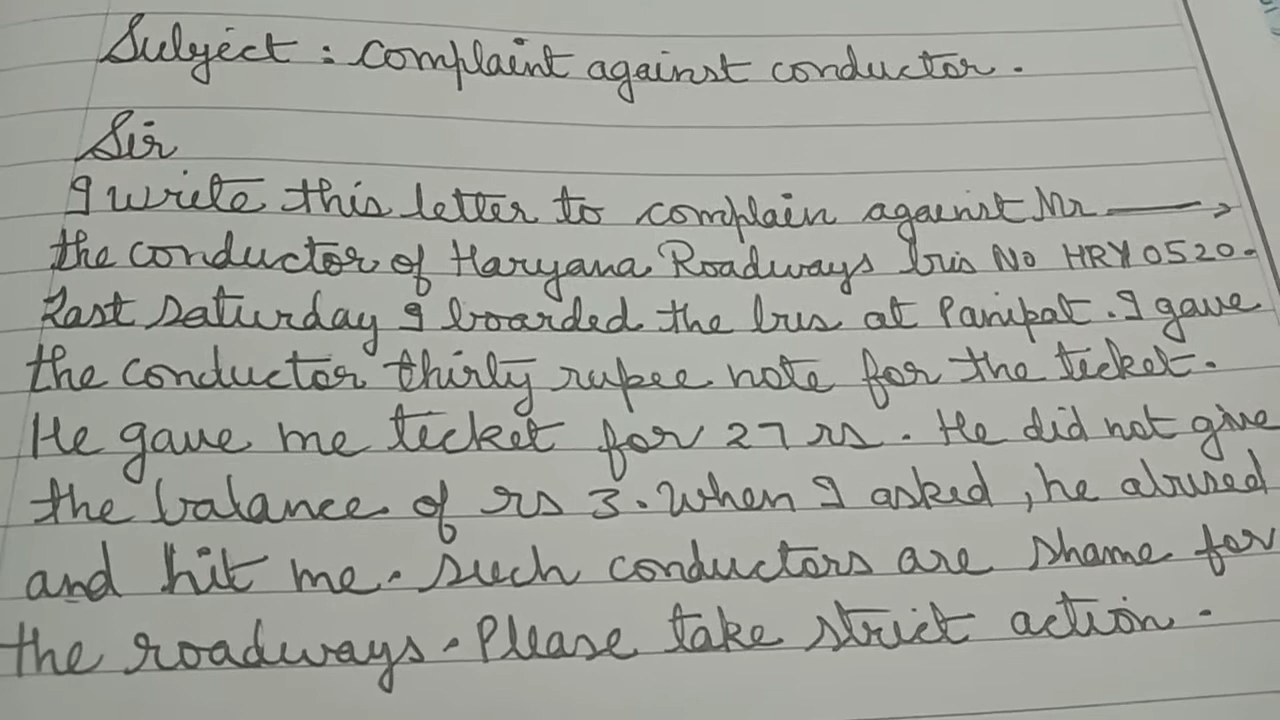 Subject : complaint against conductor.
Sir
I write this letter to complain against Mr ——,
the conductor of Haryana Roadways bus No HRY 0520.
Last saturday I boarded the bus at Panipat. I gave
the conductor thirty rupee note for the ticket.
He gave me ticket for 27 rs. He did not give
the balance of rs 3. When I asked, he abused
and hit me. Such conductors are shame for
the roadways. Please take strict action.